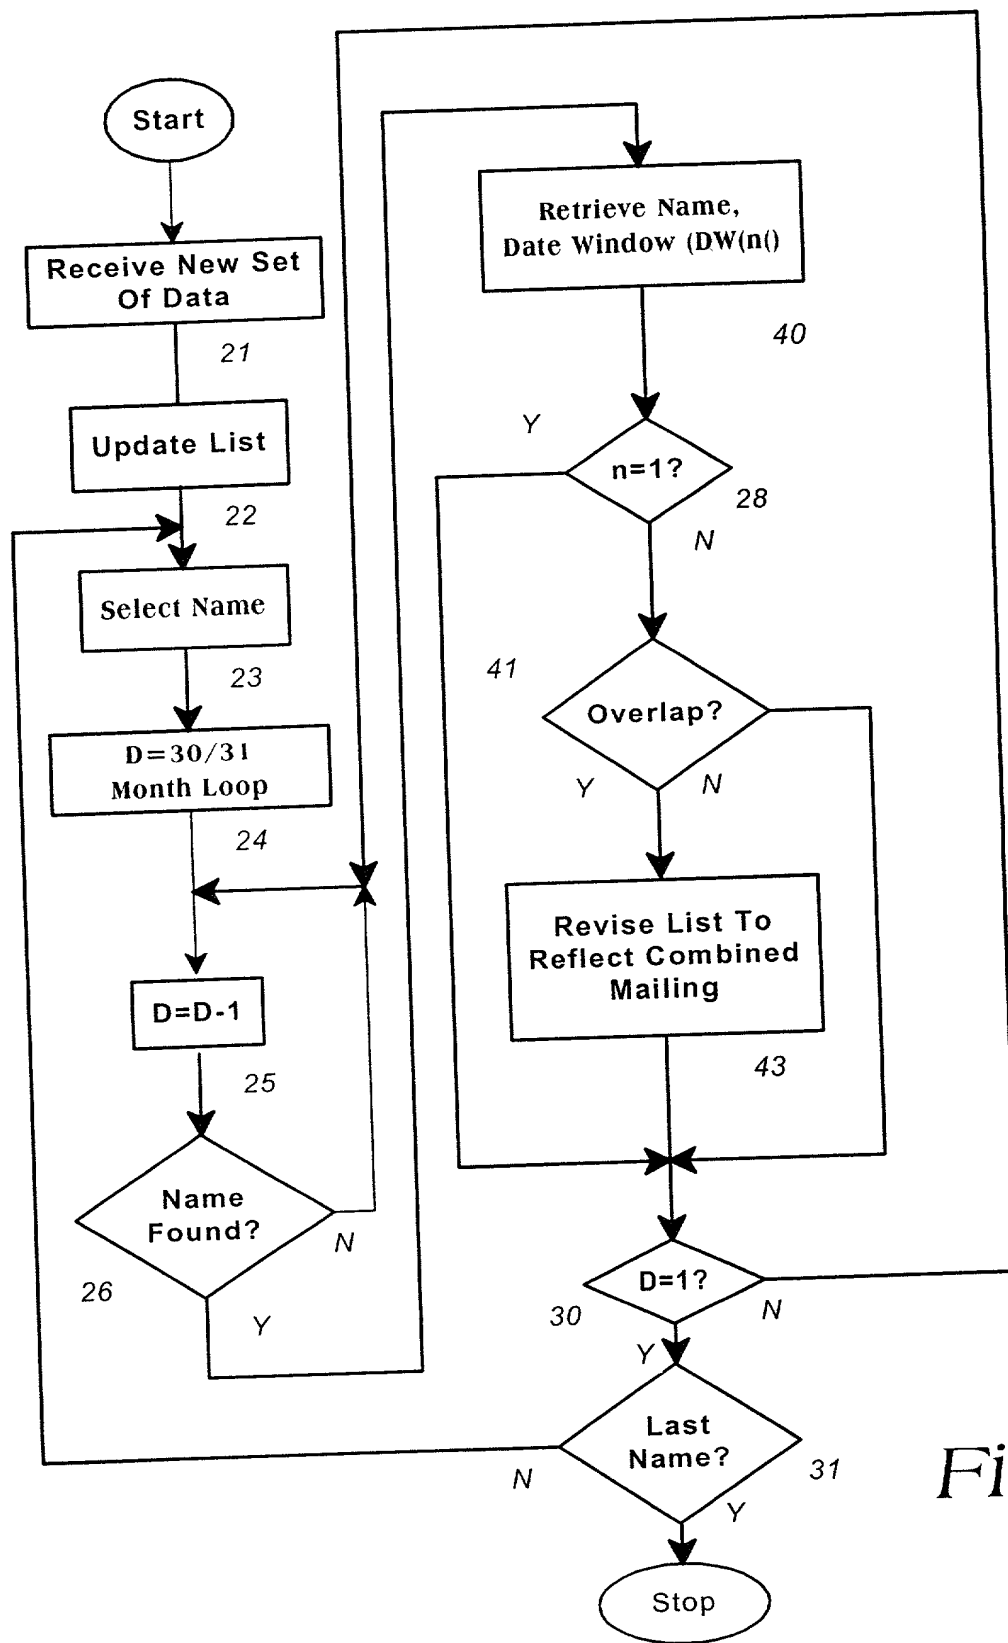 Start
Receive New Set
Of Data
21
Update List
22
Select Name
23
D=30/31
Month Loop
24
D=D-1
25
Name
Found?
N
26
Y
Retrieve Name,
Date Window (DW(n()
40
Y
n=1?
28
N
41
Overlap?
Y
N
Revise List To
Reflect Combined
Mailing
43
D=1?
30
N
Y
Last
Name?
31
N
Y
Stop
Fi